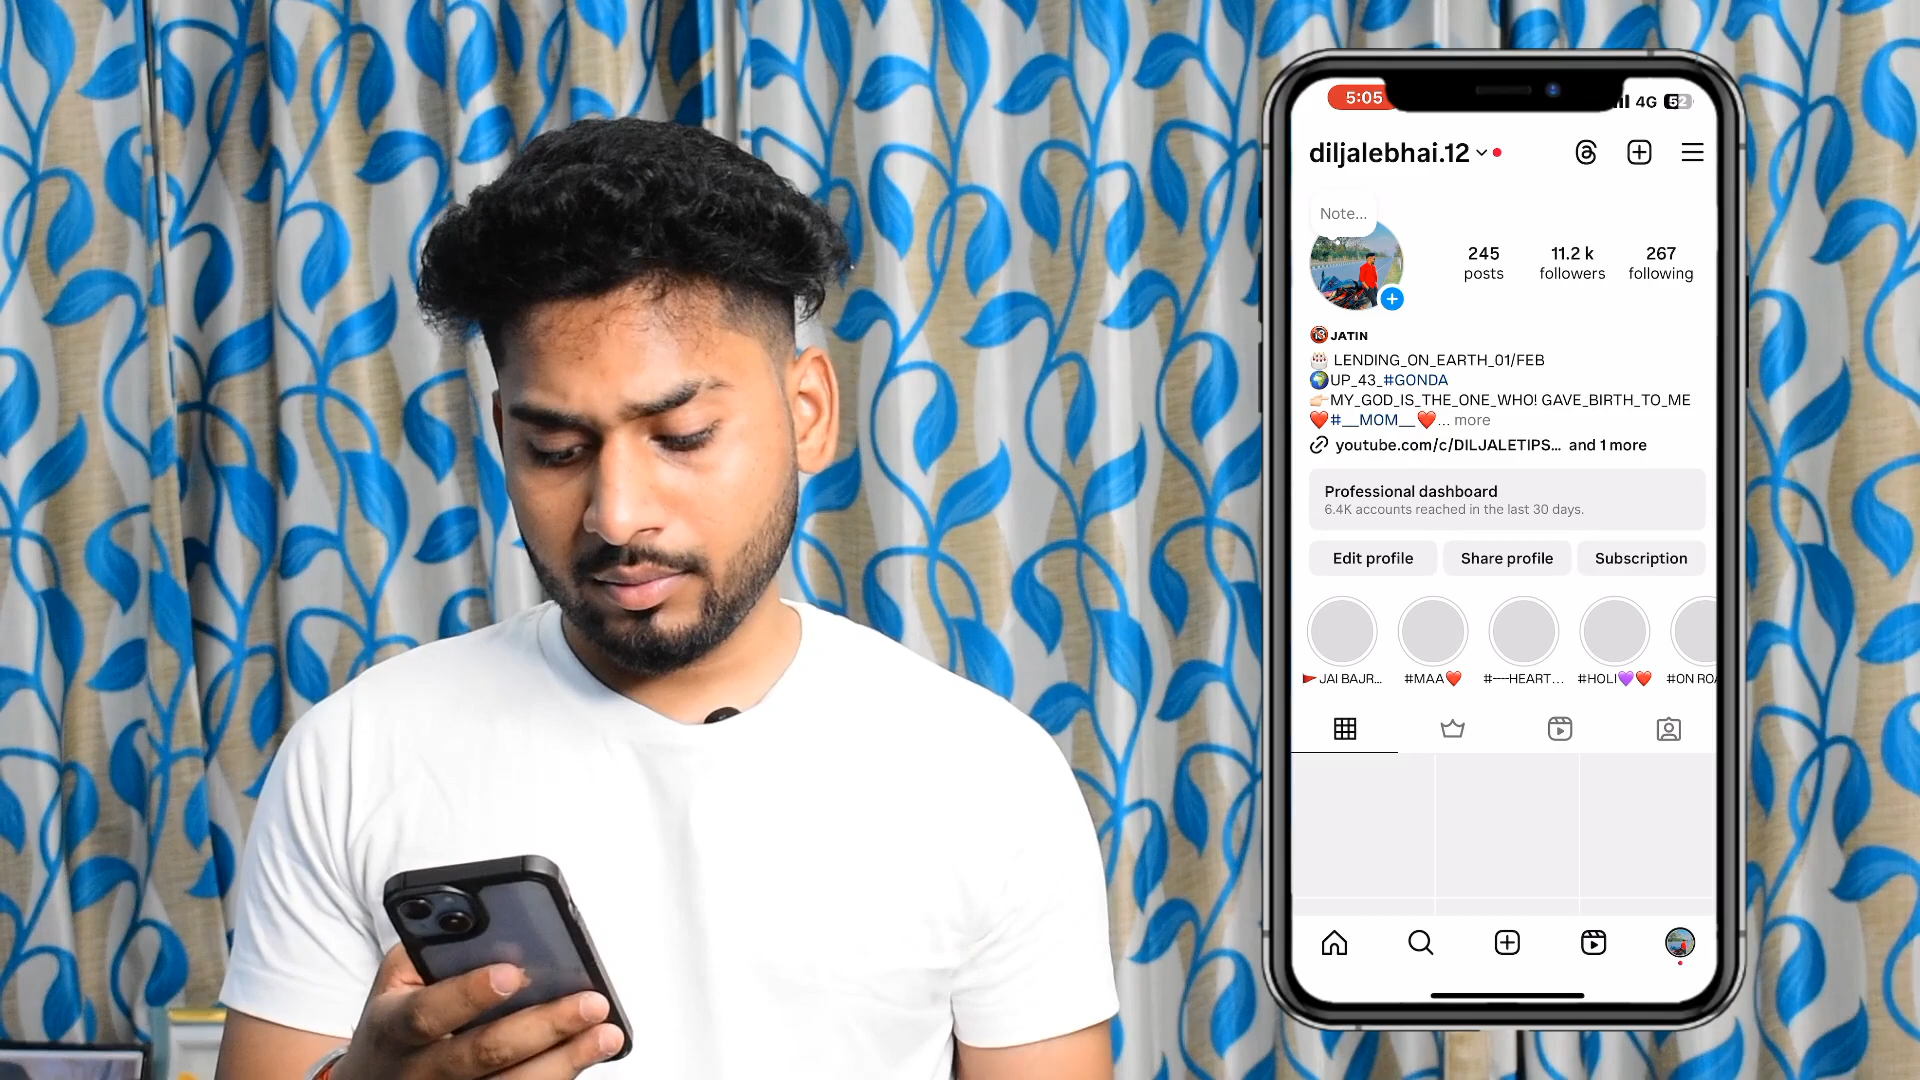 5:05
4G 52
diljalebhai.12
Note...
245 11.2 k 267
posts followers following
13 JATIN
LENDING_ON_EARTH_01/FEB
UP_43_#GONDA
MY_GOD_IS_THE_ONE_WHO! GAVE_BIRTH_TO_ME
#__MOM__ ... more
youtube.com/c/DILJALETIPS... and 1 more
Professional dashboard
6.4K accounts reached in the last 30 days.
Edit profile Share profile Subscription
JAI BAJR... #MAA #----HEART... #HOLI #ON ROA